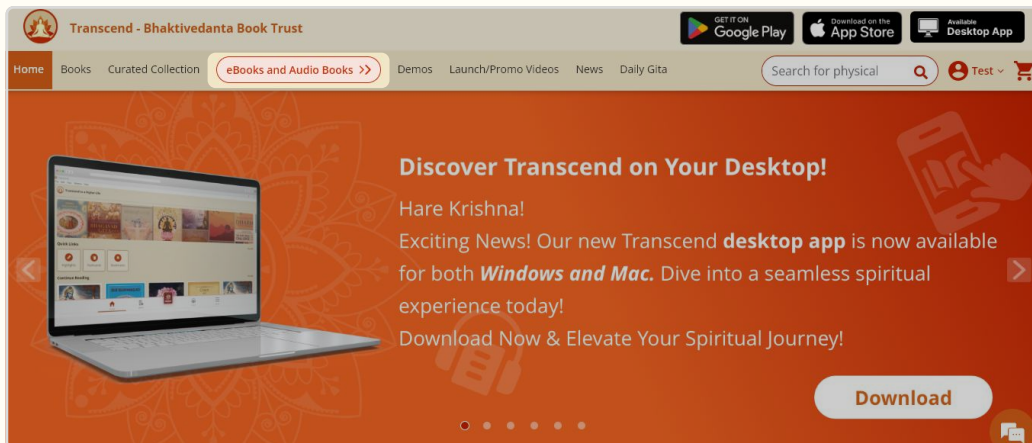 Transcend - Bhaktivedanta Book Trust
GET IT ON
Google Play
Download on the
App Store
Available
Desktop App
Home Books Curated Collection eBooks and Audio Books >> Demos Launch/Promo Videos News Daily Gita Search for physical Test
Discover Transcend on Your Desktop!
Hare Krishna!
Exciting News! Our new Transcend desktop app is now available
for both Windows and Mac. Dive into a seamless spiritual
experience today!
Download Now & Elevate Your Spiritual Journey!
Download